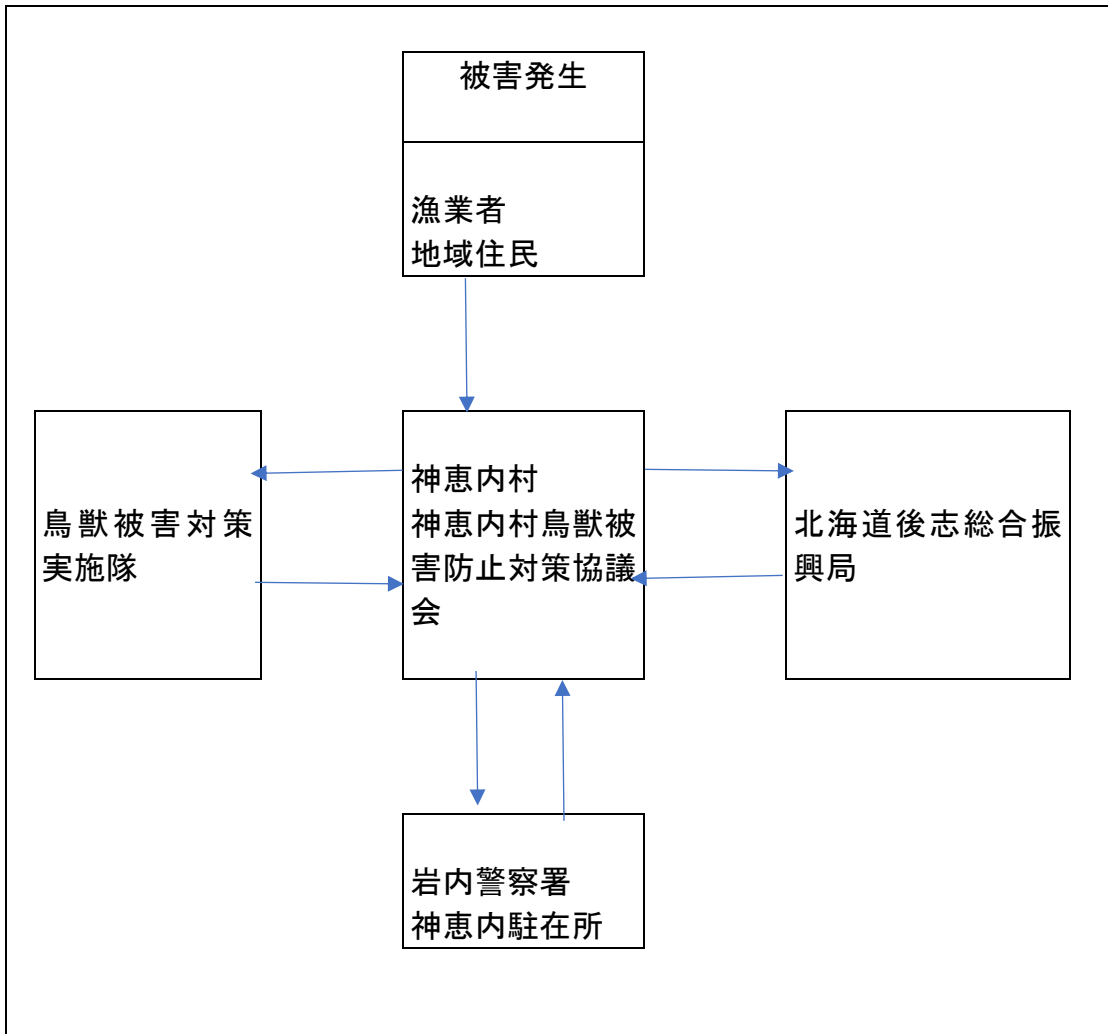 被害発生
漁業者
地域住民
鳥獣被害対策
実施隊
神恵内村
神恵内村鳥獣被
害防止対策協議
会
北海道後志総合振
興局
岩内警察署
神恵内駐在所